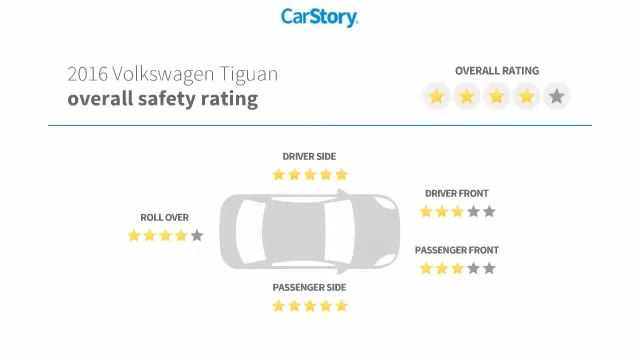 CarStory.
2016 Volkswagen Tiguan
overall safety rating
OVERALL RATING
DRIVER SIDE
DRIVER FRONT
ROLL OVER
PASSENGER FRONT
PASSENGER SIDE